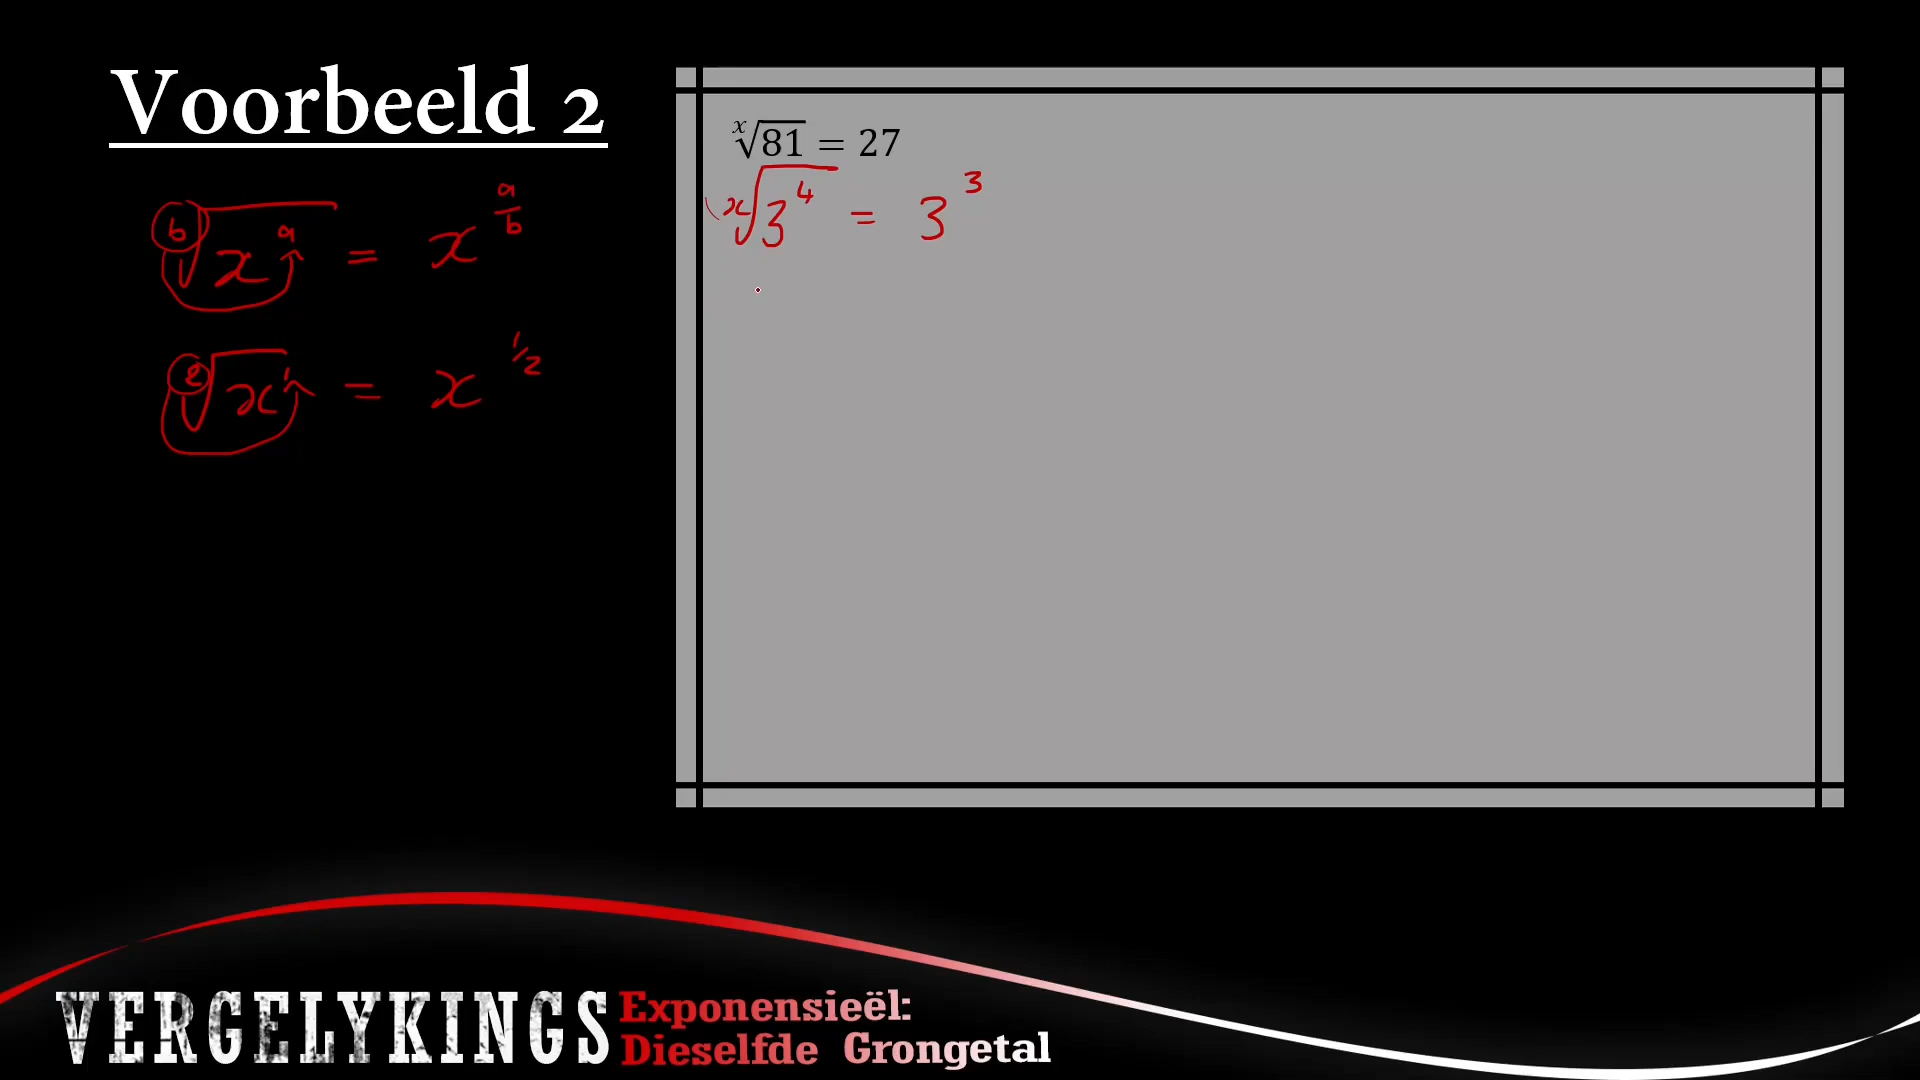 Voorbeeld 2
ᵇ√xᵃ = x^(a/b)
²√x¹ = x^(1/2)
ˣ√81 = 27
ˣ√3⁴ = 3³
VERGELYKINGS
Exponensieël:
Dieselfde Grongetal